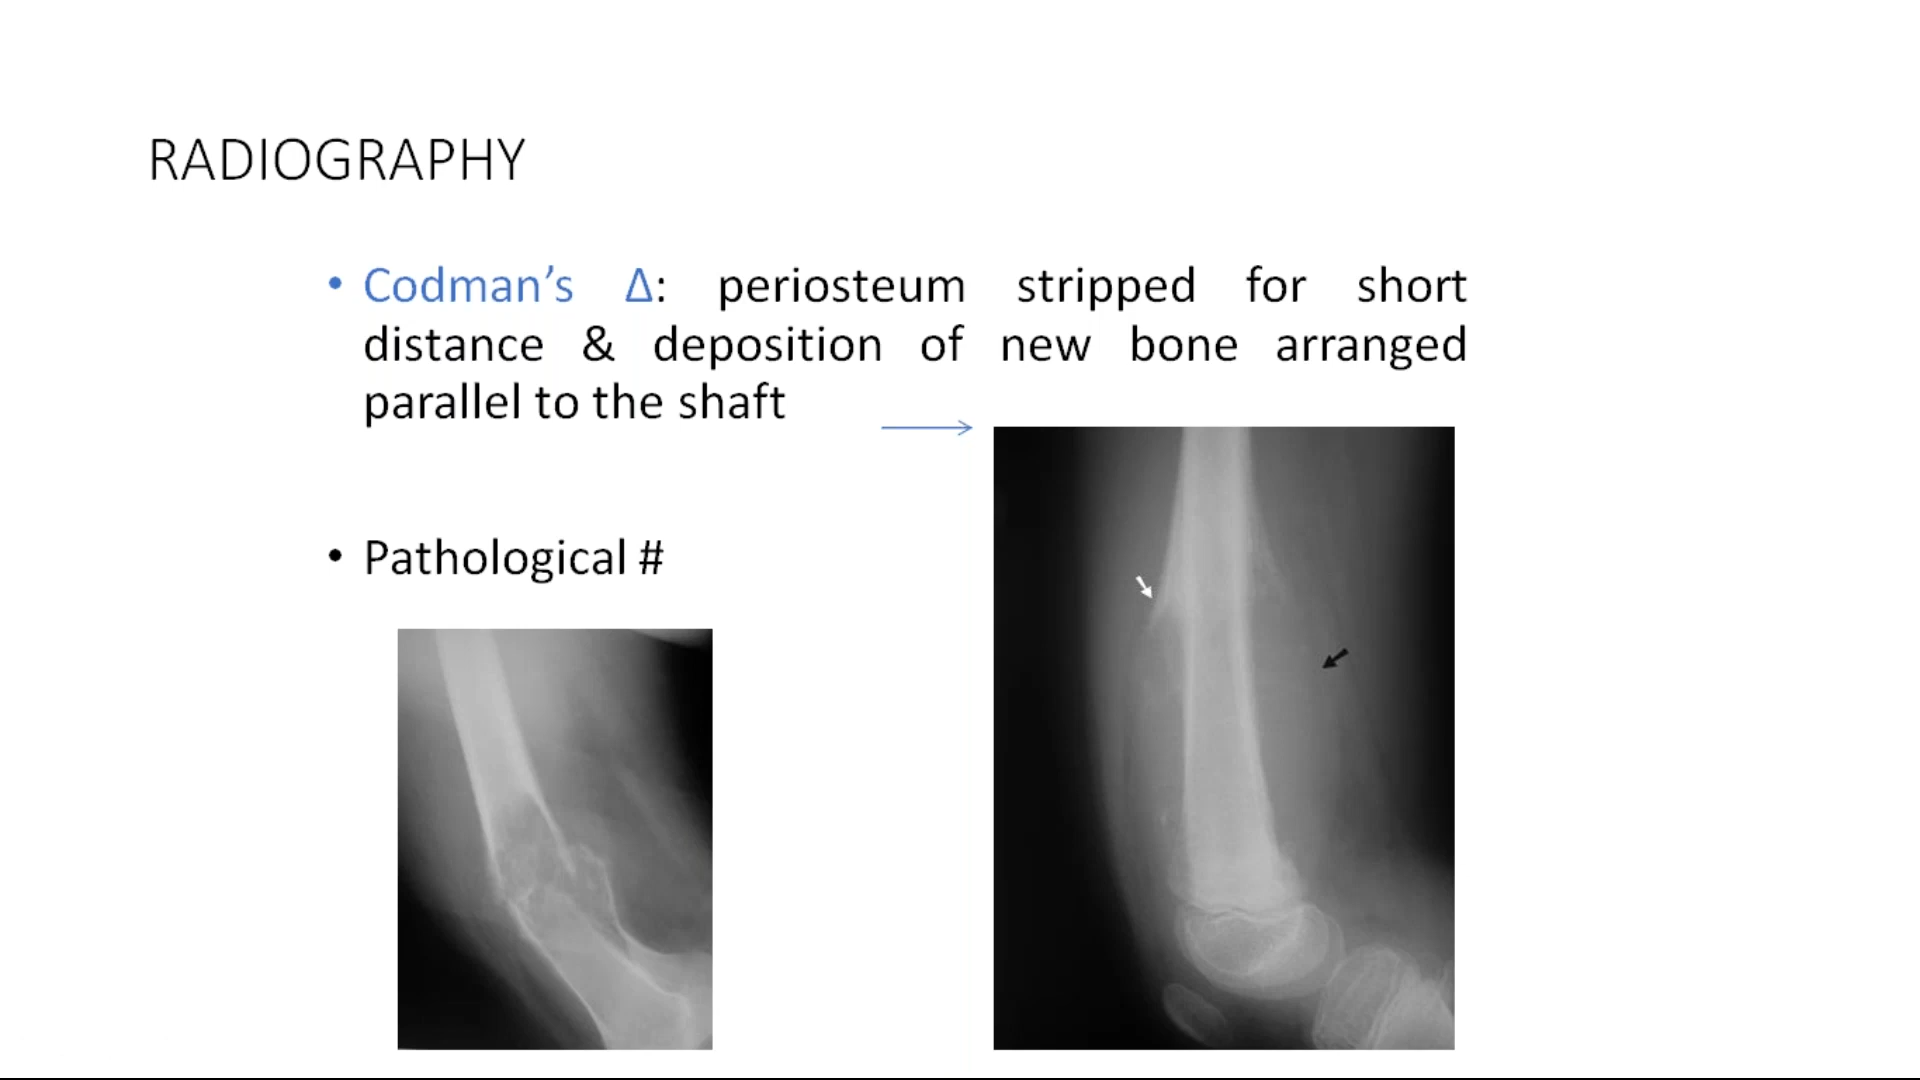 RADIOGRAPHY
• Codman’s Δ: periosteum stripped for short
distance & deposition of new bone arranged
parallel to the shaft
• Pathological #